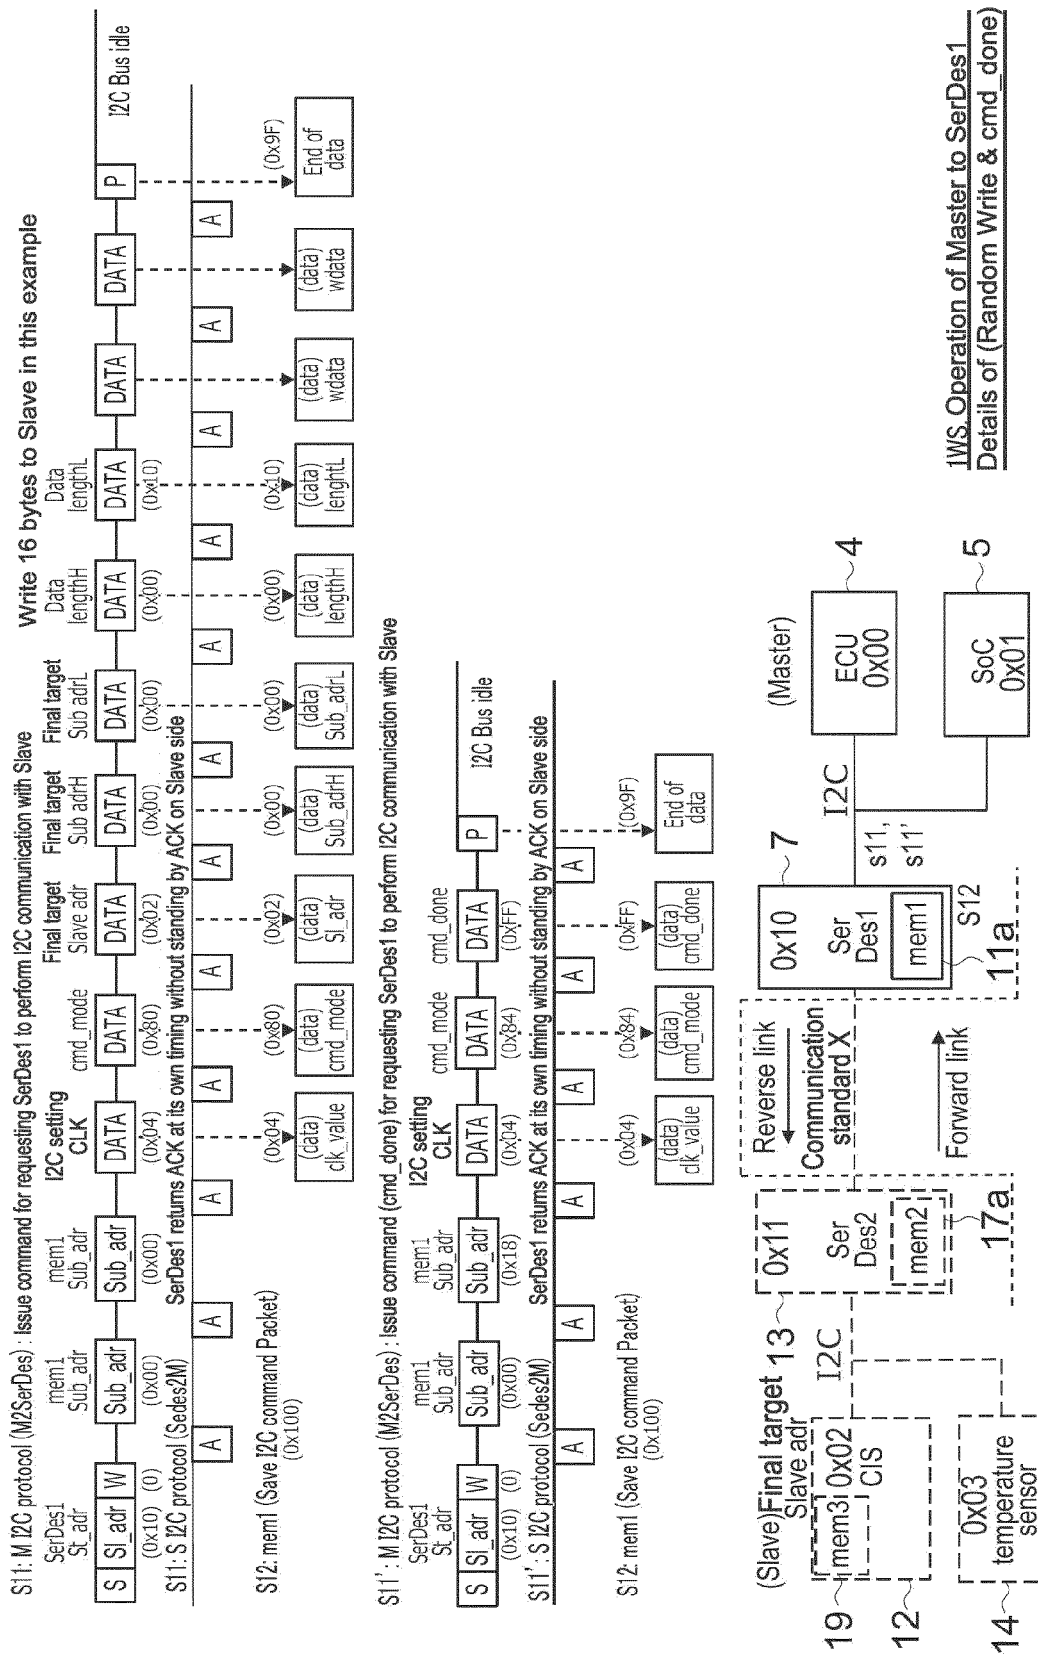 S11: M I2C protocol (M2SerDes) : Issue command for requesting SerDes1 to perform I2C communication with Slave
Write 16 bytes to Slave in this example
SerDes1
St_adr
mem1
Sub_adr
mem1
Sub_adr
I2C setting
CLK
cmd_mode
Final target
Slave adr
Final target
Sub adrH
Final target
Sub adrL
Data
lengthH
Data
lengthL
S Sl_adr W Sub_adr Sub_adr DATA DATA DATA DATA DATA DATA DATA DATA DATA P I2C Bus idle
(0x10) (0) (0x00) (0x00) (0x04) (0x80) (0x02) (0x00) (0x00) (0x00) (0x10)
S11: S I2C protocol (Sedes2M)
SerDes1 returns ACK at its own timing without standing by ACK on Slave side
A A A A A A A A A A A A
S12: mem1 (Save I2C command Packet)
(0x100)
(0x04) (0x80) (0x02) (0x00) (0x00) (0x00) (0x10) (0x9F)
(data)
clk_value
(data)
cmd_mode
(data)
Sl_adr
(data)
Sub_adrH
(data)
Sub_adrL
(data)
lengthH
(data)
lenghtL
(data)
wdata
(data)
wdata
End of
data
S11': M I2C protocol (M2SerDes) : Issue command (cmd_done) for requesting SerDes1 to perform I2C communication with Slave
SerDes1
St_adr
mem1
Sub_adr
mem1
Sub_adr
I2C setting
CLK
cmd_mode
cmd_done
S Sl_adr W Sub_adr Sub_adr DATA DATA DATA P I2C Bus idle
(0x10) (0) (0x00) (0x18) (0x04) (0x84) (0xFF)
S11': S I2C protocol (Sedes2M)
SerDes1 returns ACK at its own timing without standing by ACK on Slave side
A A A A A A
S12: mem1 (Save I2C command Packet)
(0x100)
(0x04) (0x84) (0xFF) (0x9F)
(data)
clk_value
(data)
cmd_mode
(data)
cmd_done
End of
data
(Slave)Final target
Slave adr
mem3
0x02
CIS
19
12
0x03
temperature
sensor
14
I2C
13
0x11
Ser
Des2
mem2
17a
Reverse link
Communication
standard X
Forward link
7
0x10
Ser
Des1
mem1
S12
11a
I2C
s11,
s11'
(Master)
ECU
0x00
4
SoC
0x01
5
1WS. Operation of Master to SerDes1
Details of (Random Write & cmd_done)